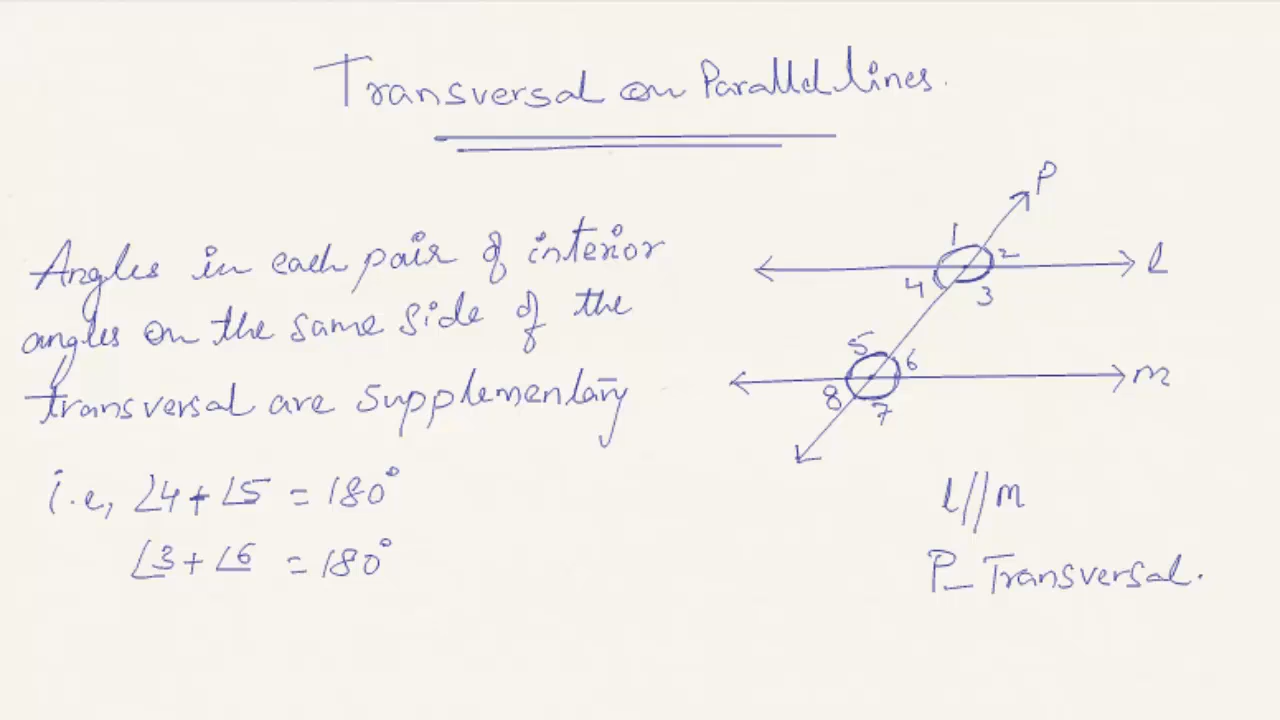 Transversal on Parallel lines.
Angles in each pair of interior
angles on the same side of the
transversal are supplementary
i.e, ∠4 + ∠5 = 180°
∠3 + ∠6 = 180°
P
1 2 l
4 3
5 6
m
8 7
l//m
P_ Transversal.